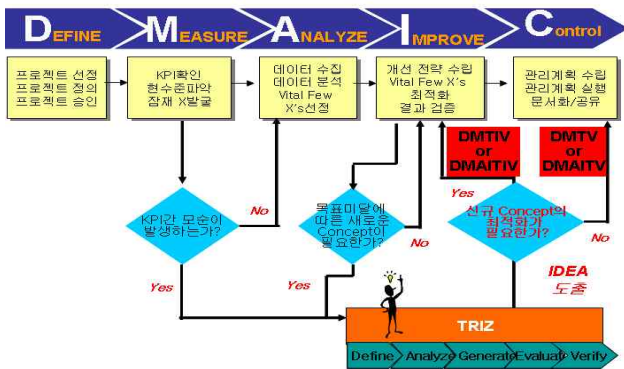 DEFINE
MEASURE
ANALYZE
IMPROVE
Control
프로젝트 선정
프로젝트 정의
프로젝트 승인
KPI확인
현수준파악
잠재 X발굴
데이터 수집
데이터 분석
Vital Few
X's선정
개선 전략 수립
Vital Few X's
최적화
결과 검증
관리계획 수립
관리계획 실행
문서화/공유
DMTIV
or
DMAITIV
DMTV
or
DMAITV
KPI간 모순이
발생하는가?
No
목표미달에
따른 새로운
Concept이
필요한가?
No
Yes
신규 Concept의
최적화가
필요한가?
No
Yes
Yes
IDEA
도출
TRIZ
Define
Analyze
Generate
Evaluate
Verify